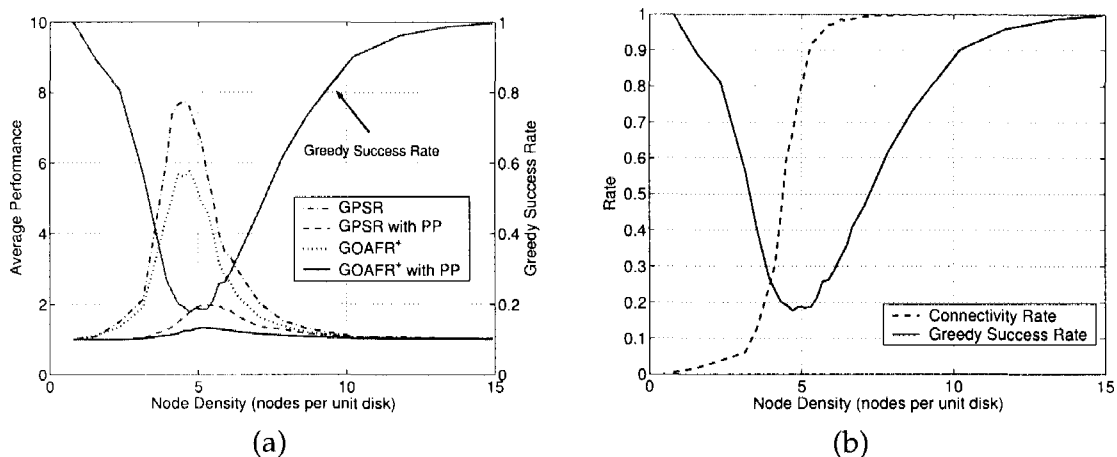 10
8
6
4
2
0
Average Performance
1
0.8
0.6
0.4
0.2
0
Greedy Success Rate
Greedy Success Rate
GPSR
GPSR with PP
GOAFR+
GOAFR+ with PP
0
5
10
15
Node Density (nodes per unit disk)
(a)
1
0.9
0.8
0.7
0.6
0.5
0.4
0.3
0.2
0.1
0
Rate
Connectivity Rate
Greedy Success Rate
0
5
10
15
Node Density (nodes per unit disk)
(b)